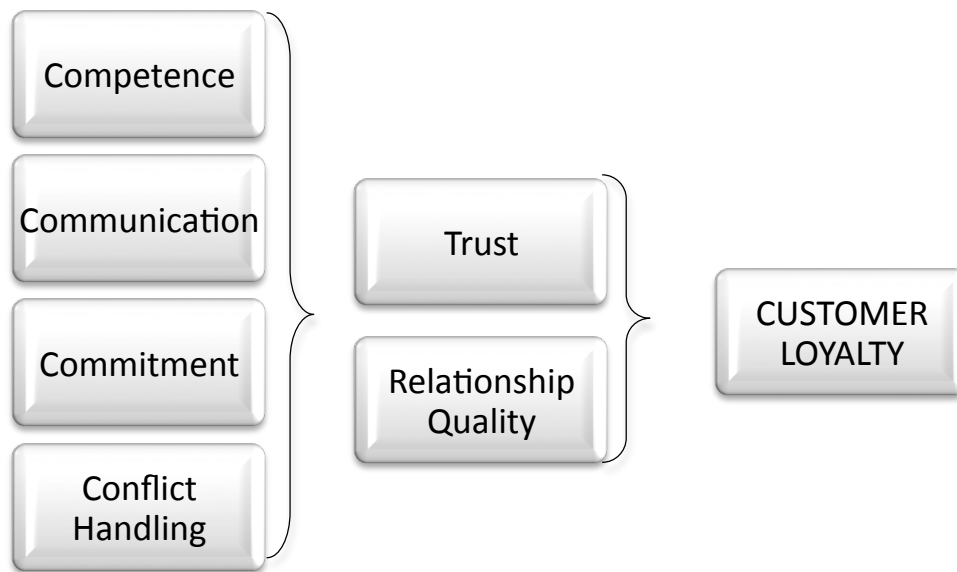 Competence
Communication
Commitment
Conflict
Handling
Trust
Relationship
Quality
CUSTOMER
LOYALTY